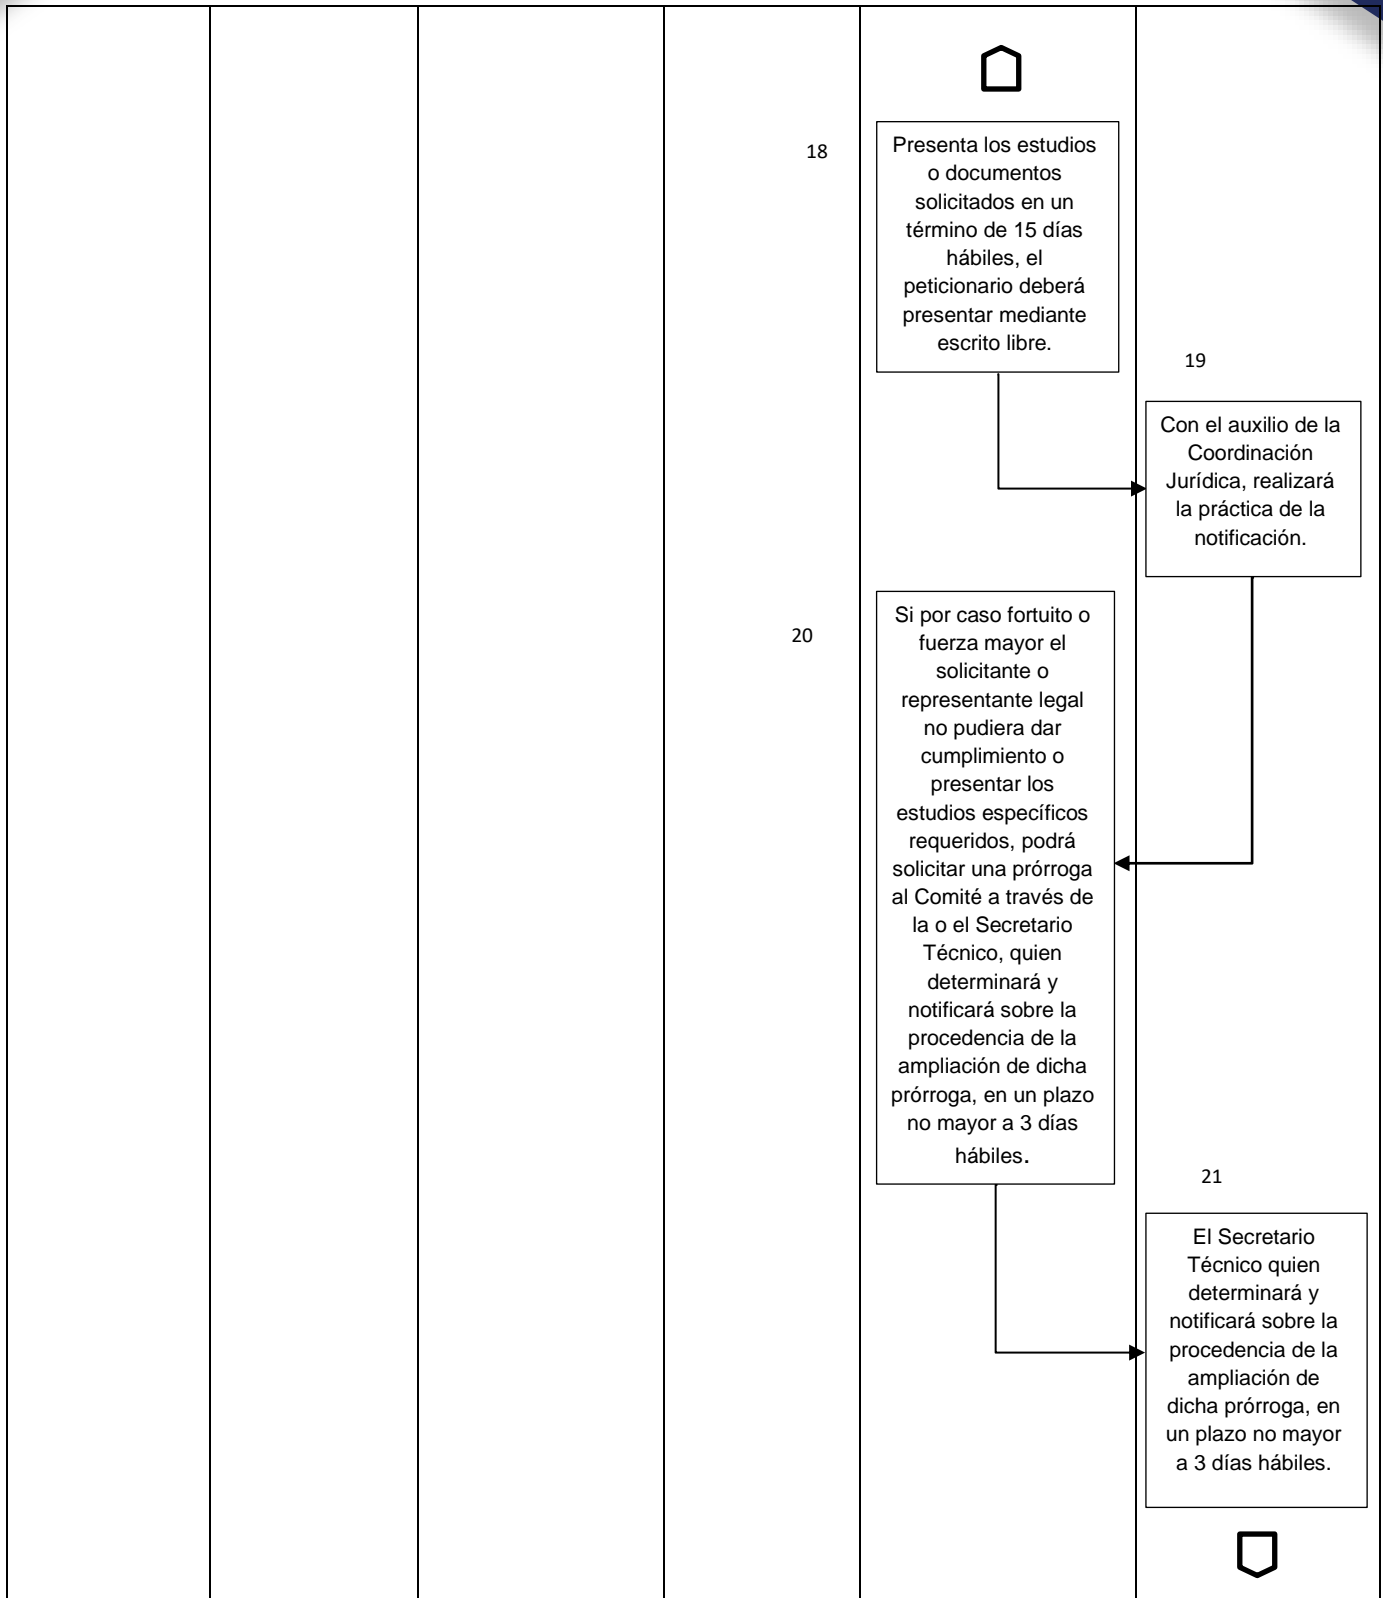 18
Presenta los estudios
o documentos
solicitados en un
término de 15 días
hábiles, el
peticionario deberá
presentar mediante
escrito libre.
19
Con el auxilio de la
Coordinación
Jurídica, realizará
la práctica de la
notificación.
20
Si por caso fortuito o
fuerza mayor el
solicitante o
representante legal
no pudiera dar
cumplimiento o
presentar los
estudios específicos
requeridos, podrá
solicitar una prórroga
al Comité a través de
la o el Secretario
Técnico, quien
determinará y
notificará sobre la
procedencia de la
ampliación de dicha
prórroga, en un plazo
no mayor a 3 días
hábiles.
21
El Secretario
Técnico quien
determinará y
notificará sobre la
procedencia de la
ampliación de
dicha prórroga, en
un plazo no mayor
a 3 días hábiles.